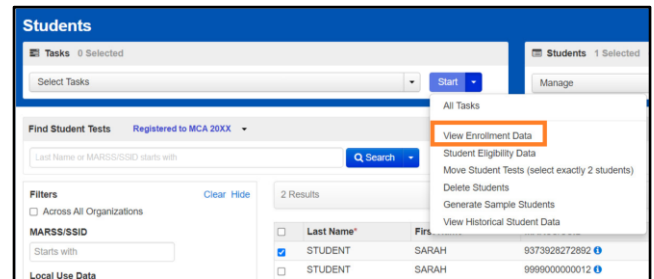 Students
Tasks 0 Selected
Students 1 Selected
Select Tasks
Start
Manage
All Tasks
View Enrollment Data
Student Eligibility Data
Move Student Tests (select exactly 2 students)
Delete Students
Generate Sample Students
View Historical Student Data
Find Student Tests Registered to MCA 20XX
Last Name or MARSS/SSID starts with
Search
Filters Clear Hide
2 Results
Across All Organizations
MARSS/SSID
Starts with
Local Use Data
Last Name*
STUDENT SARAH 9373928272892
STUDENT SARAH 9999000000012